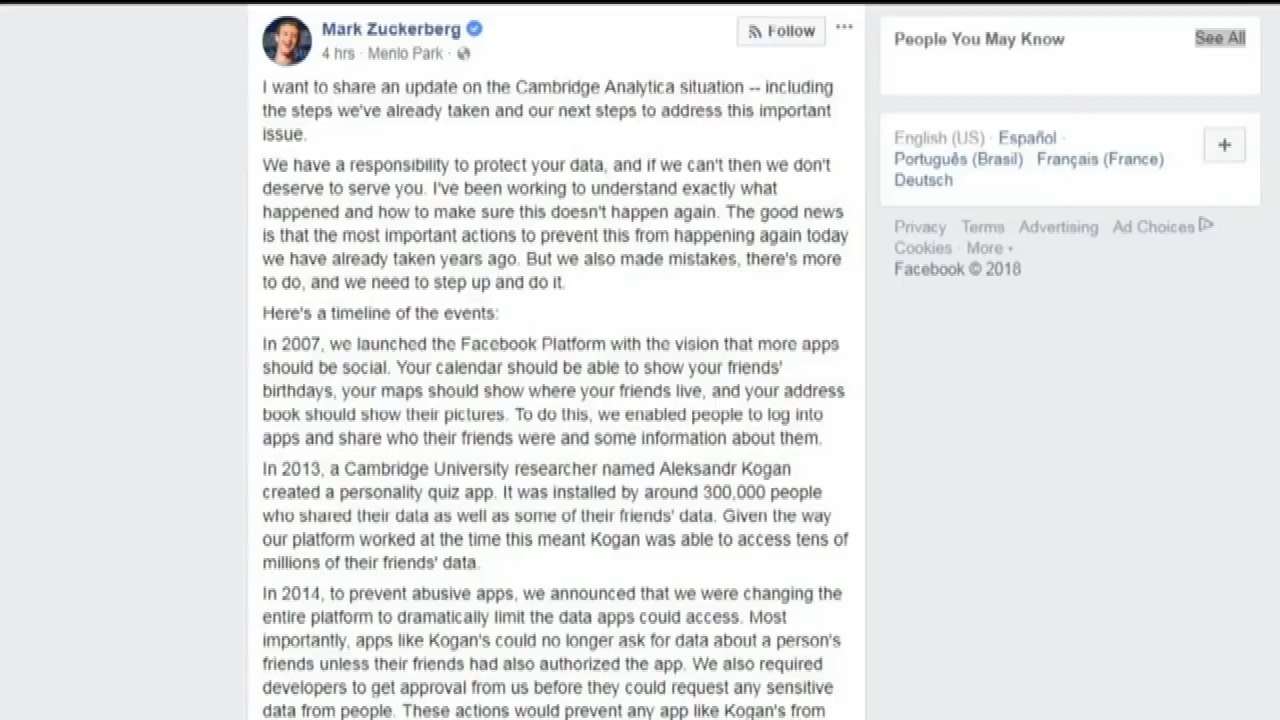 Mark Zuckerberg
4 hrs · Menlo Park ·
Follow
...
I want to share an update on the Cambridge Analytica situation -- including
the steps we've already taken and our next steps to address this important
issue.
We have a responsibility to protect your data, and if we can't then we don't
deserve to serve you. I've been working to understand exactly what
happened and how to make sure this doesn't happen again. The good news
is that the most important actions to prevent this from happening again today
we have already taken years ago. But we also made mistakes, there's more
to do, and we need to step up and do it.
Here's a timeline of the events:
In 2007, we launched the Facebook Platform with the vision that more apps
should be social. Your calendar should be able to show your friends'
birthdays, your maps should show where your friends live, and your address
book should show their pictures. To do this, we enabled people to log into
apps and share who their friends were and some information about them.
In 2013, a Cambridge University researcher named Aleksandr Kogan
created a personality quiz app. It was installed by around 300,000 people
who shared their data as well as some of their friends' data. Given the way
our platform worked at the time this meant Kogan was able to access tens of
millions of their friends' data.
In 2014, to prevent abusive apps, we announced that we were changing the
entire platform to dramatically limit the data apps could access. Most
importantly, apps like Kogan's could no longer ask for data about a person's
friends unless their friends had also authorized the app. We also required
developers to get approval from us before they could request any sensitive
data from people. These actions would prevent any app like Kogan's from
People You May Know
See All
English (US) · Español ·
Português (Brasil) · Français (France)
Deutsch
+
Privacy · Terms · Advertising · Ad Choices
Cookies · More
Facebook © 2018